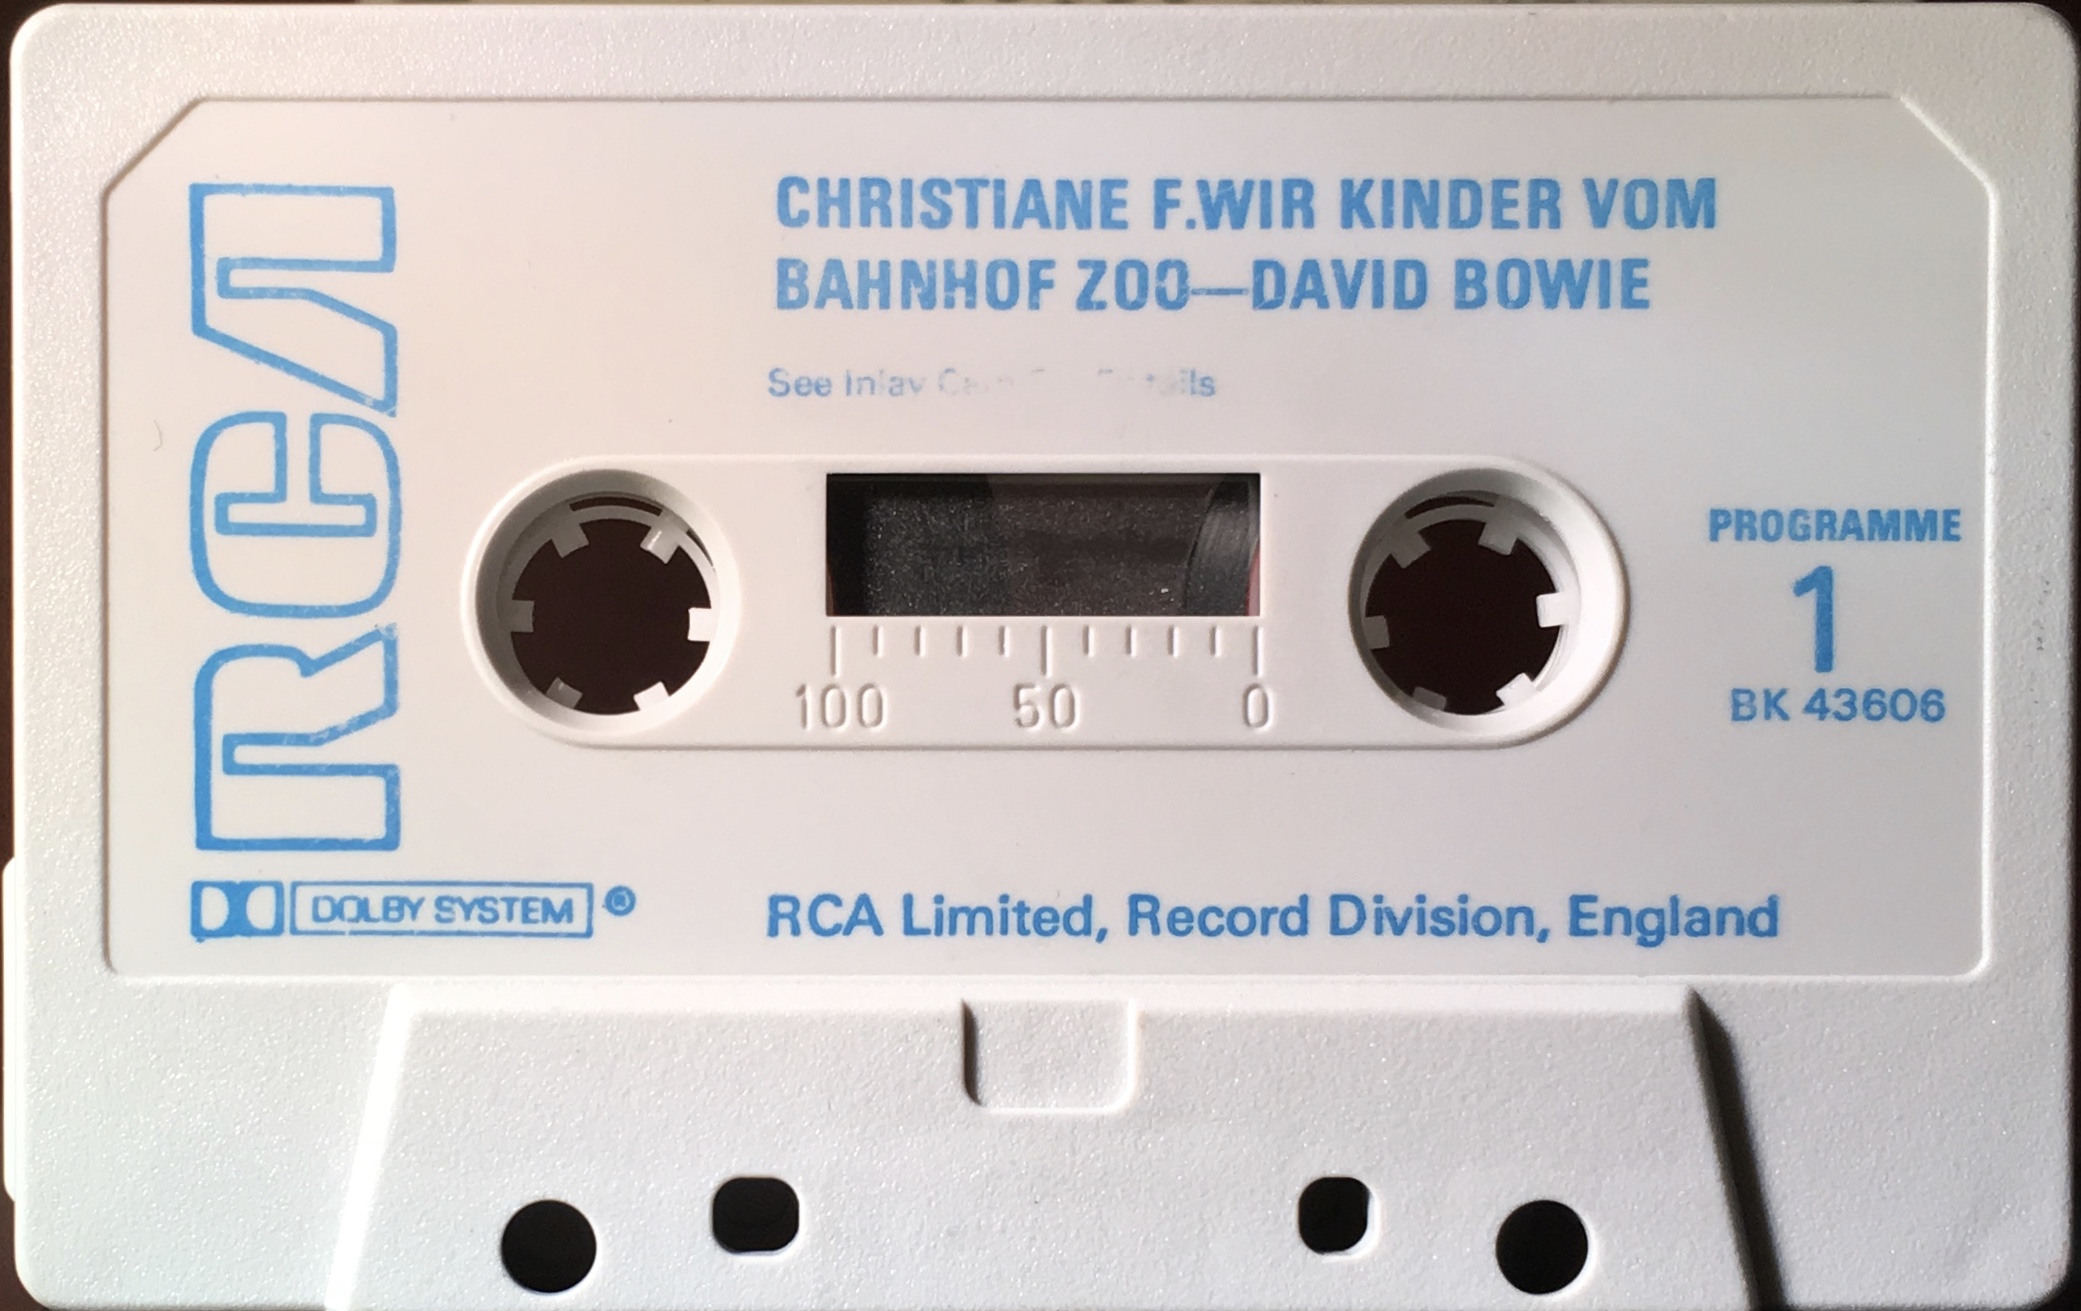 RCA
CHRISTIANE F.WIR KINDER VOM
BAHNHOF ZOO—DAVID BOWIE
See Inlay
PROGRAMME
1
BK 43606
100 50 0
DOLBY SYSTEM ®
RCA Limited, Record Division, England